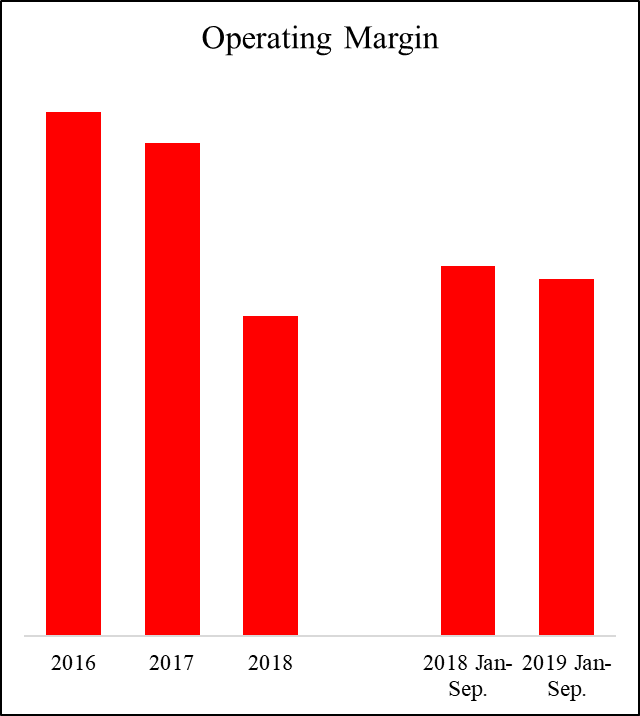 Operating Margin
2016
2017
2018
2018 Jan-
Sep.
2019 Jan-
Sep.